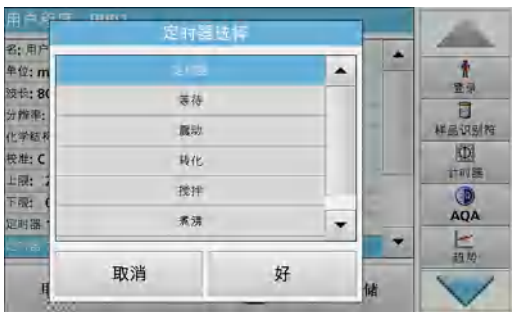 用户程序
定时器选择
名: 用户
单位: m
波长: 80
分辨率:
化学结构
校准: C
上限:
下限:
定时器
定时器
等待
震动
转化
搅拌
煮沸
取消
好
储
登录
样品识别符
计时器
AQA
趋势